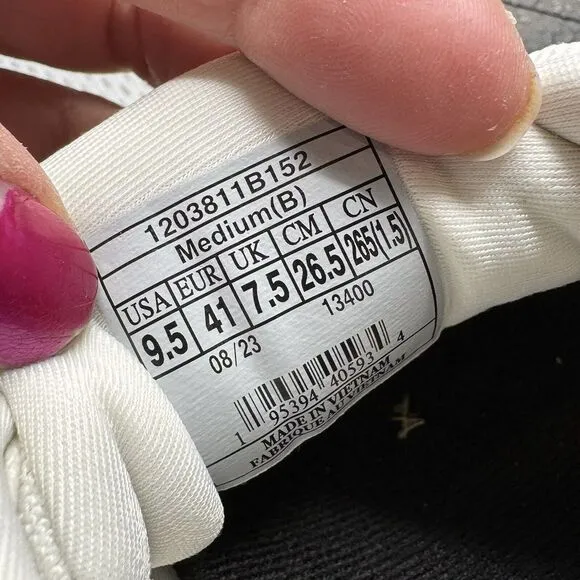 1203811B152
Medium(B)
USA EUR UK CM CN
9.5 41 7.5 26.5 265(1.5)
08/23 13400
1 95394 40593 4
MADE IN VIETNAM
FABRIQUE AU VIETNAM